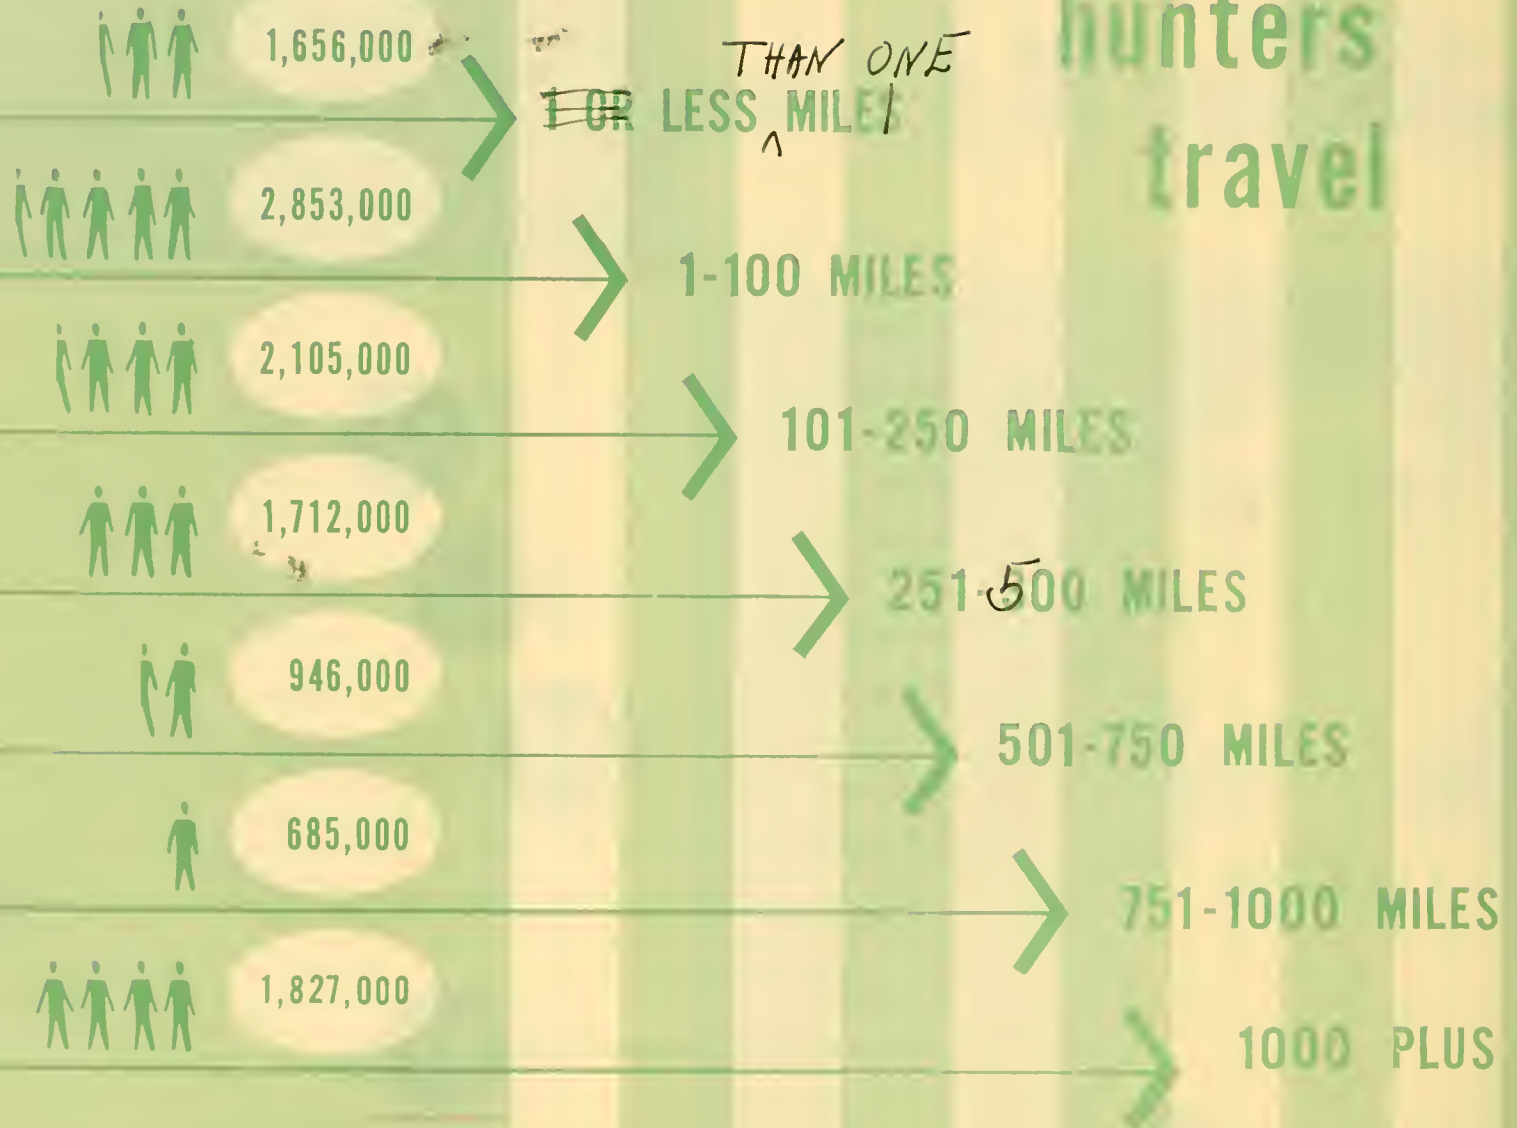 hunters
travel
1,656,000
THAN ONE
1 OR LESS MILES
2,853,000
1-100 MILES
2,105,000
101-250 MILES
1,712,000
251-500 MILES
946,000
501-750 MILES
685,000
751-1000 MILES
1,827,000
1000 PLUS